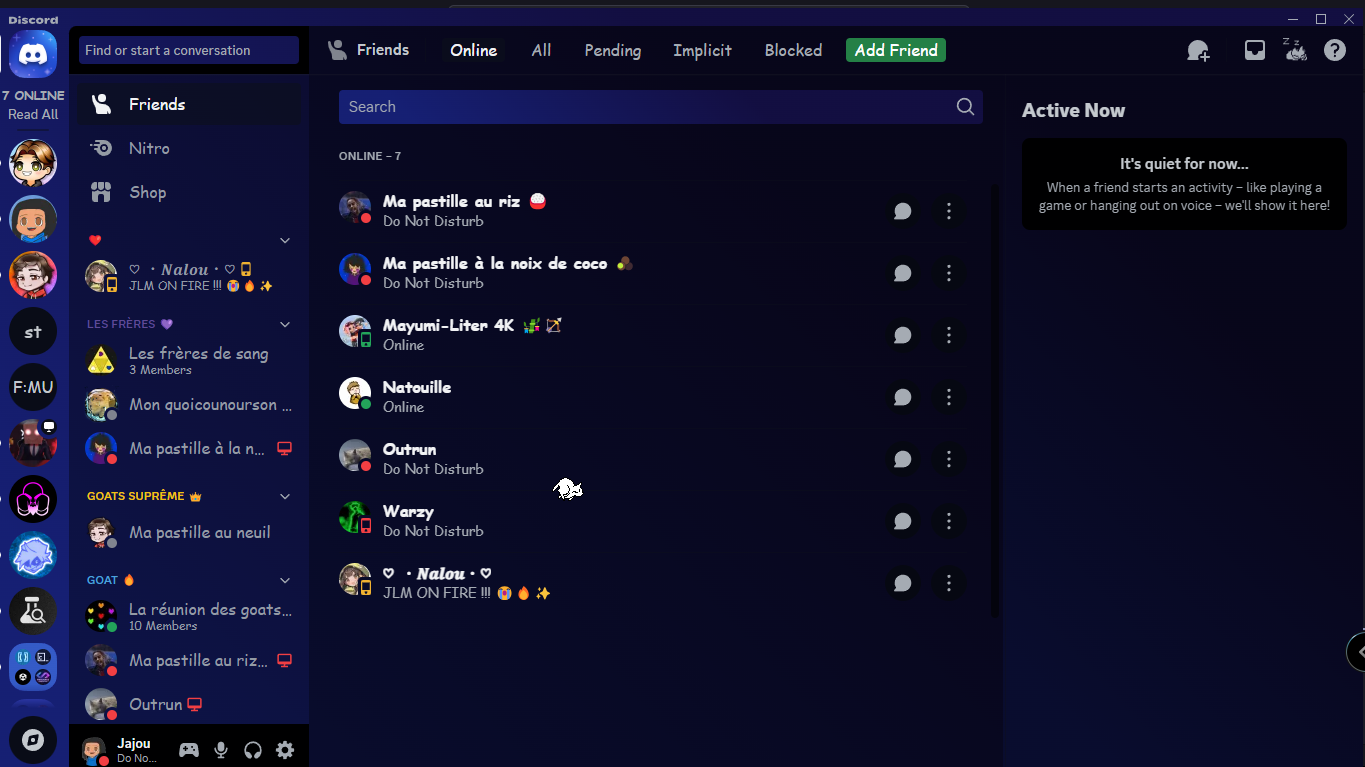 Discord
Find or start a conversation
Friends
Online
All
Pending
Implicit
Blocked
Add Friend
7 ONLINE
Read All
st
F:MU
Friends
Nitro
Shop
❤️
♡ ・Nalou・♡
JLM ON FIRE !!! 😭🔥✨
LES FRÈRES 💜
Les frères de sang
3 Members
Mon quoicounourson ...
Ma pastille à la n...
GOATS SUPRÊME 👑
Ma pastille au neuil
GOAT 🔥
La réunion des goats...
10 Members
Ma pastille au riz...
Outrun
Jajou
Do No...
Search
ONLINE – 7
Ma pastille au riz 🍚
Do Not Disturb
Ma pastille à la noix de coco
Do Not Disturb
Mayumi-Liter 4K 🏹
Online
Natouille
Online
Outrun
Do Not Disturb
Warzy
Do Not Disturb
♡ ・Nalou・♡
JLM ON FIRE !!! 😭🔥✨
Active Now
It's quiet for now...
When a friend starts an activity – like playing a
game or hanging out on voice – we'll show it here!